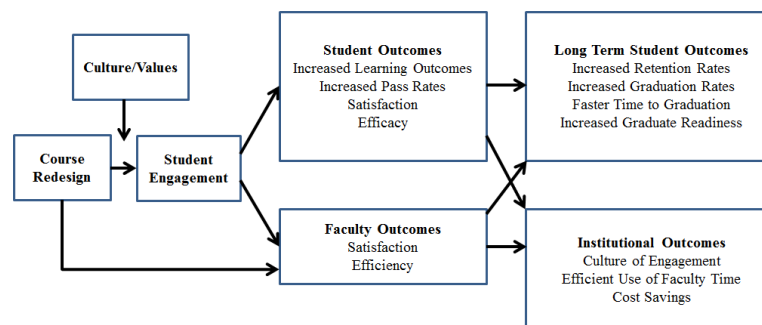 Culture/Values
Course
Redesign
Student
Engagement
Student Outcomes
Increased Learning Outcomes
Increased Pass Rates
Satisfaction
Efficacy
Faculty Outcomes
Satisfaction
Efficiency
Long Term Student Outcomes
Increased Retention Rates
Increased Graduation Rates
Faster Time to Graduation
Increased Graduate Readiness
Institutional Outcomes
Culture of Engagement
Efficient Use of Faculty Time
Cost Savings